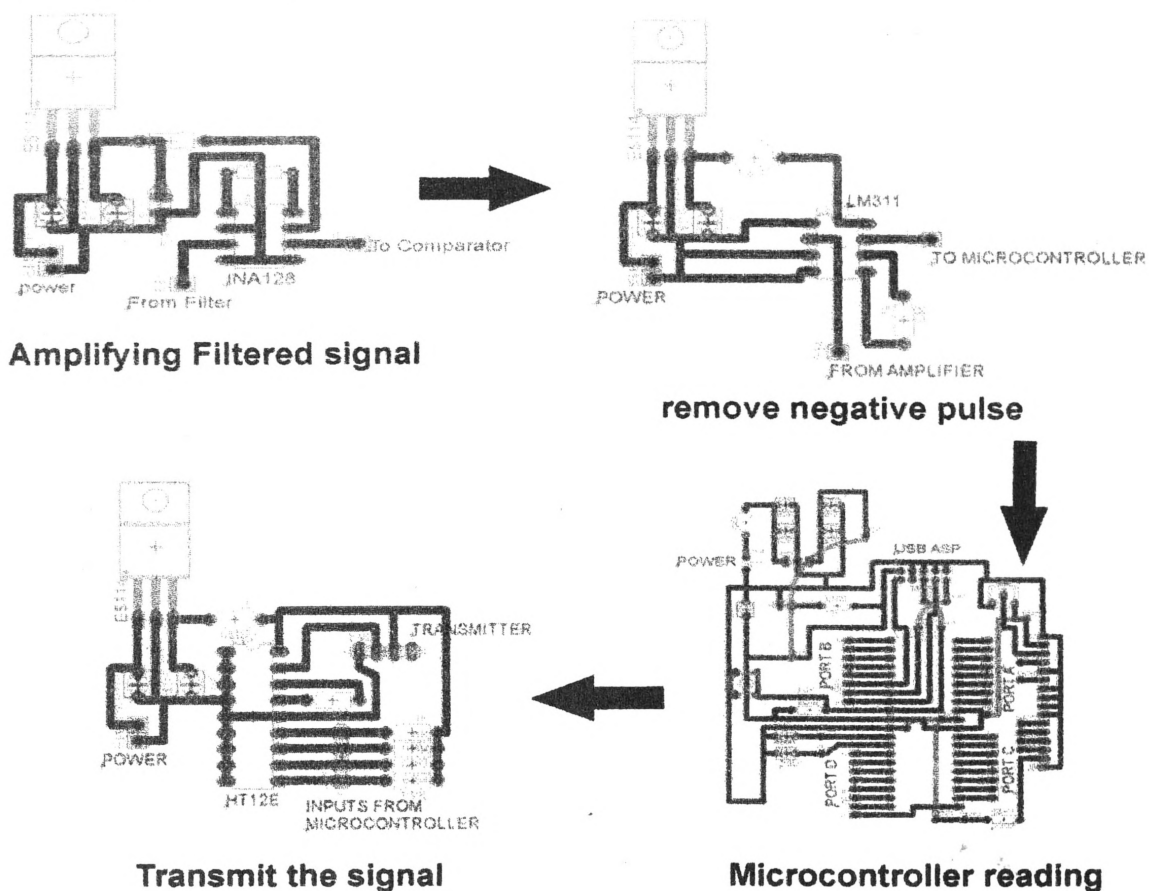 To Comparator
INA128
power
From Filter
Amplifying Filtered signal
LM311
TO MICROCONTROLLER
POWER
FROM AMPLIFIER
remove negative pulse
POWER
USB ASP
PORT B
PORT A
PORT D
PORT C
Microcontroller reading
TRANSMITTER
POWER
HT12E
INPUTS FROM
MICROCONTROLLER
Transmit the signal